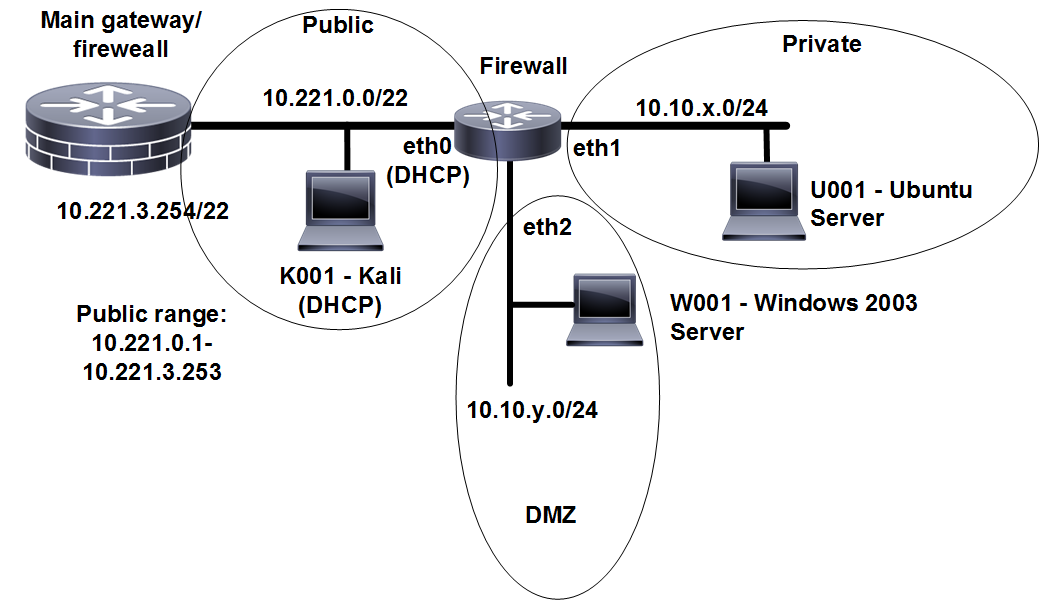 Main gateway/
fireweall
Public
Private
Firewall
10.221.0.0/22
10.10.x.0/24
eth0
(DHCP)
eth1
10.221.3.254/22
U001 - Ubuntu
Server
eth2
K001 - Kali
(DHCP)
W001 - Windows 2003
Server
Public range:
10.221.0.1-
10.221.3.253
10.10.y.0/24
DMZ